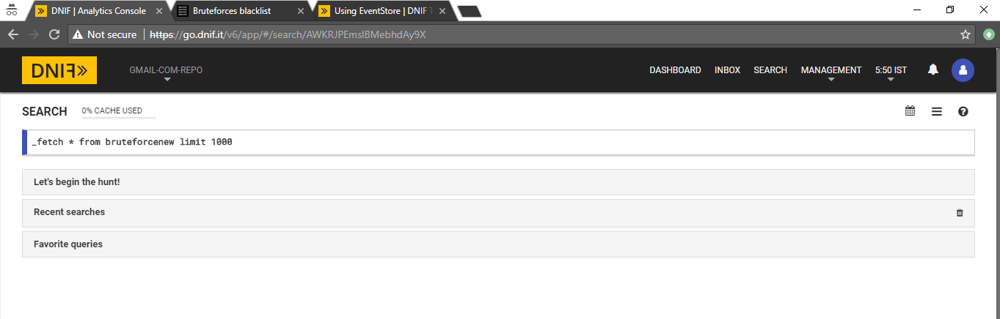 DNIF | Analytics Console
Bruteforces blacklist
Using EventStore | DNIF T
Not secure | https://go.dnif.it/v6/app/#/search/AWKRJPEmslBMebhdAy9X
DNIF»
GMAIL-COM-REPO
DASHBOARD INBOX SEARCH MANAGEMENT 5:50 IST
SEARCH 0% CACHE USED
_fetch * from bruteforcenew limit 1000
Let's begin the hunt!
Recent searches
Favorite queries